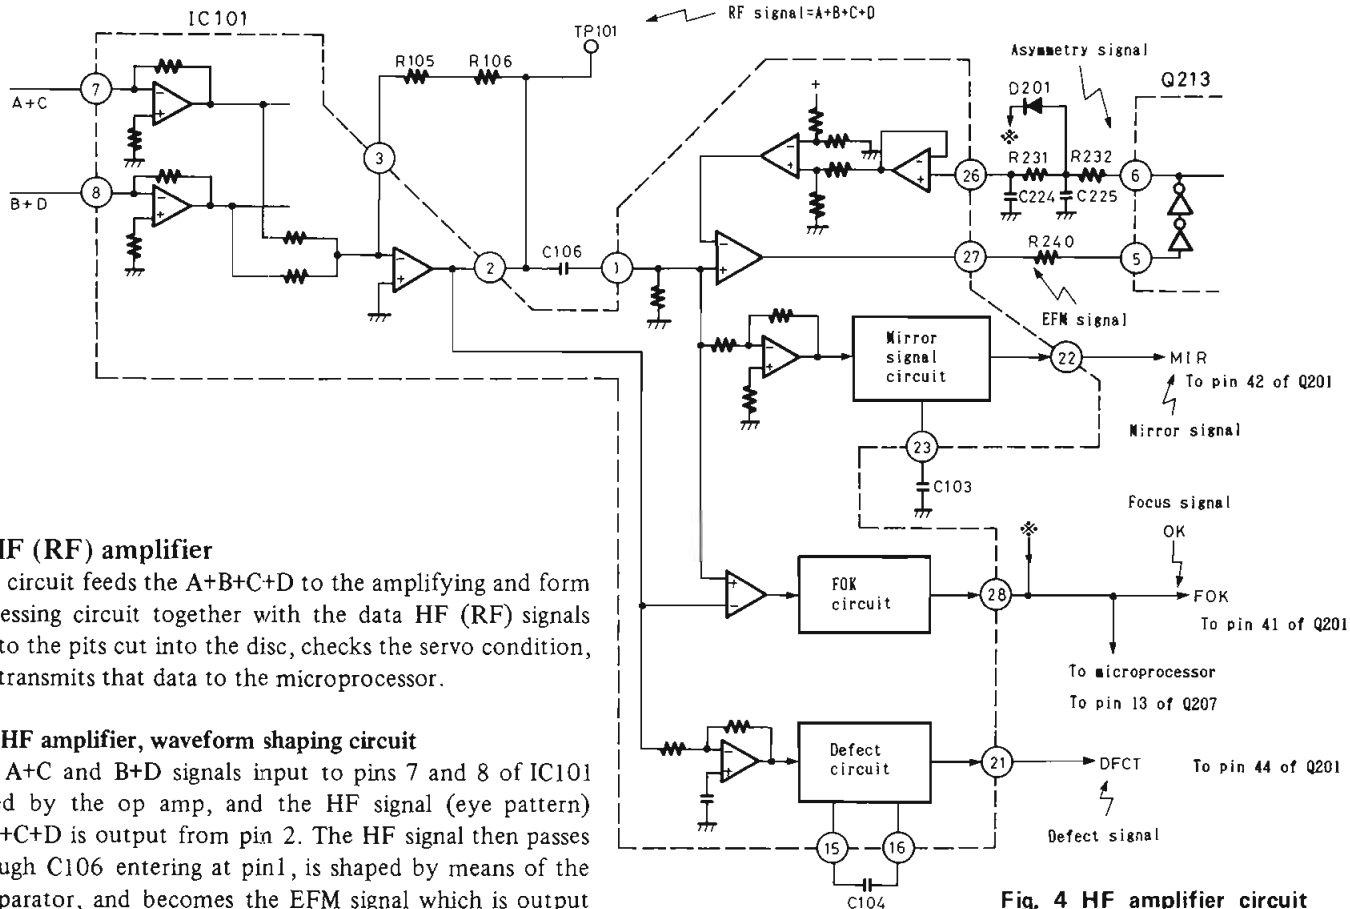 IC101
RF signal=A+B+C+D
TP101
R105
R106
Asymmetry signal
Q213
D201
A+C
7
3
※
R231
R232
26
6
C224
C225
B+D
8
2
C106
1
27
R240
5
EFM signal
Mirror
signal
circuit
22
MIR
To pin 42 of Q201
Mirror signal
23
C103
Focus signal
OK
※
FOK
circuit
28
FOK
To pin 41 of Q201
To microprocessor
To pin 13 of Q207
Defect
circuit
21
DFCT
To pin 44 of Q201
Defect signal
15
16
C104
Fig. 4 HF amplifier circuit
HF (RF) amplifier
circuit feeds the A+B+C+D to the amplifying and form
essing circuit together with the data HF (RF) signals
to the pits cut into the disc, checks the servo condition,
transmits that data to the microprocessor.
HF amplifier, waveform shaping circuit
A+C and B+D signals input to pins 7 and 8 of IC101
ed by the op amp, and the HF signal (eye pattern)
+C+D is output from pin 2. The HF signal then passes
ugh C106 entering at pin1, is shaped by means of the
parator, and becomes the EFM signal which is output